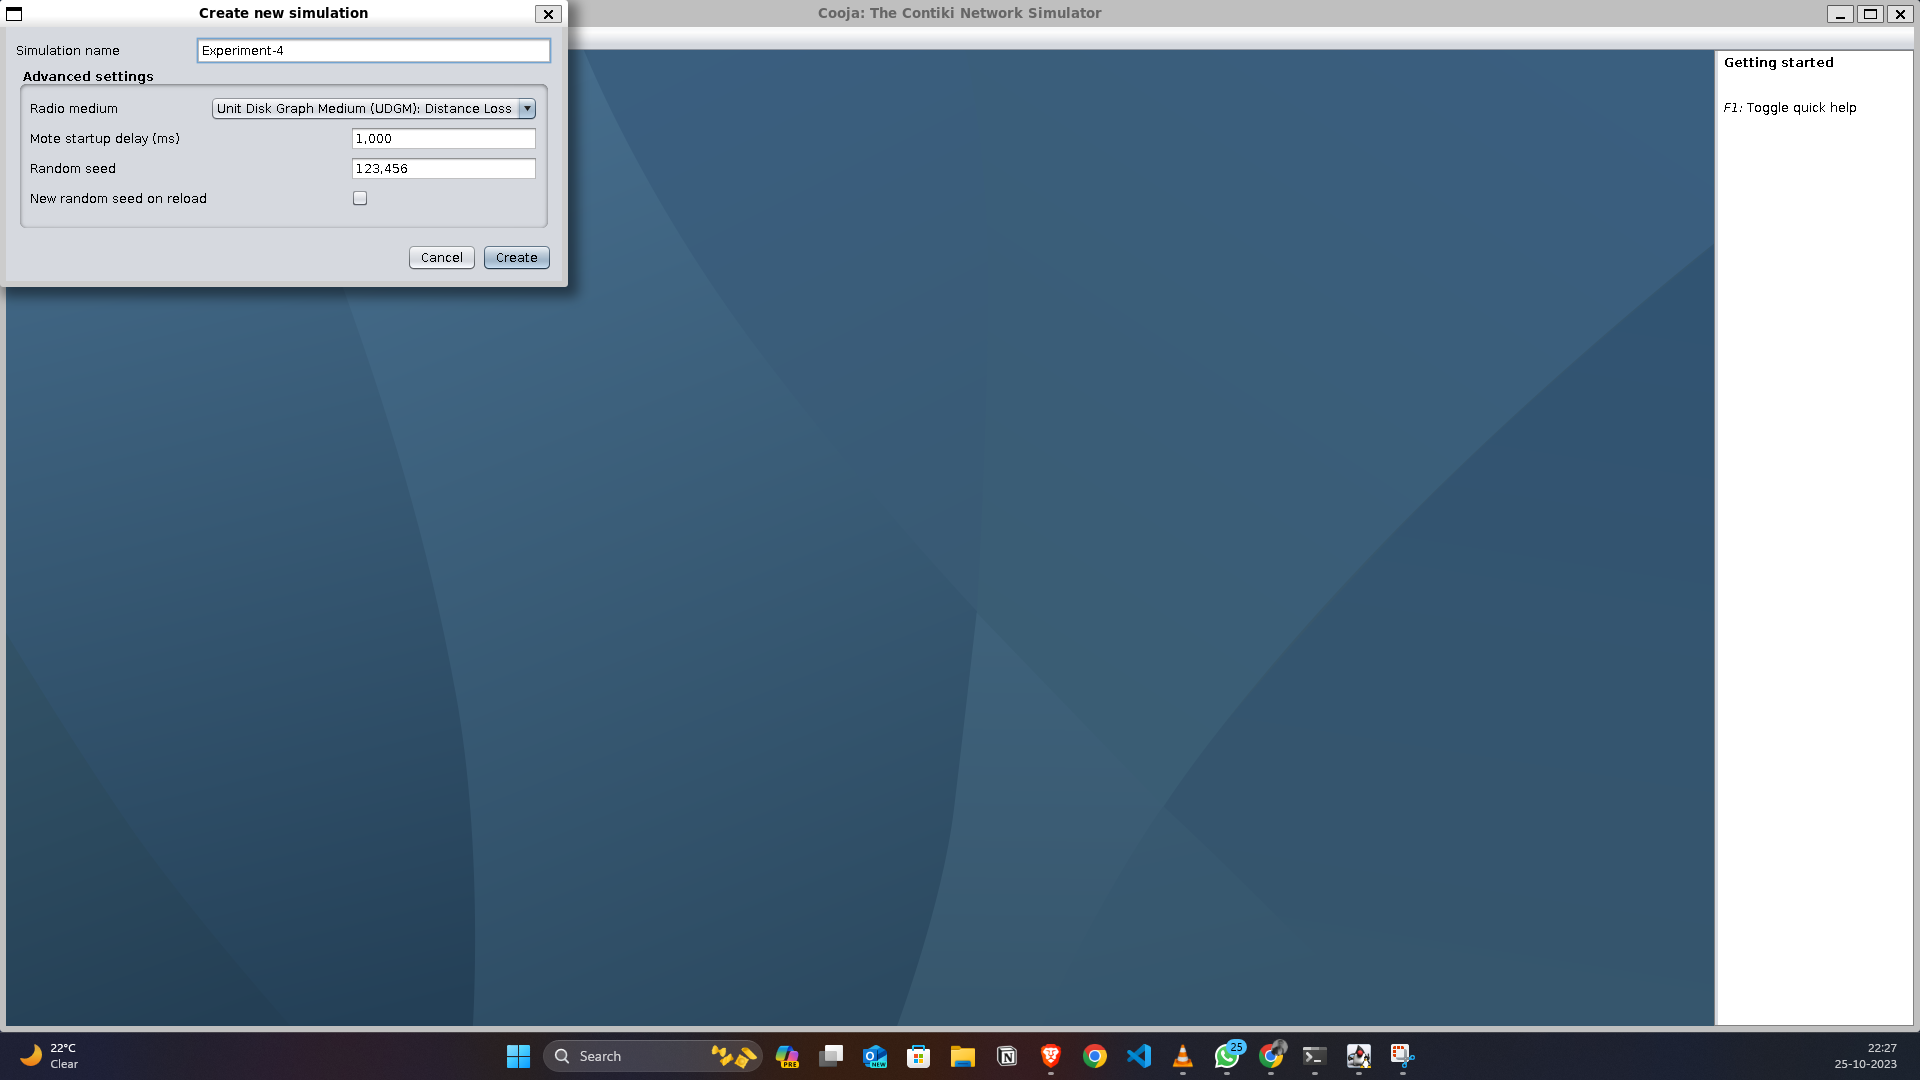 Create new simulation
Cooja: The Contiki Network Simulator
Simulation name
Experiment-4
Advanced settings
Radio medium
Unit Disk Graph Medium (UDGM): Distance Loss
Mote startup delay (ms)
1,000
Random seed
123,456
New random seed on reload
Cancel
Create
Getting started
F1: Toggle quick help
22°C
Clear
Search
PRE
NEW
25
22:27
25-10-2023